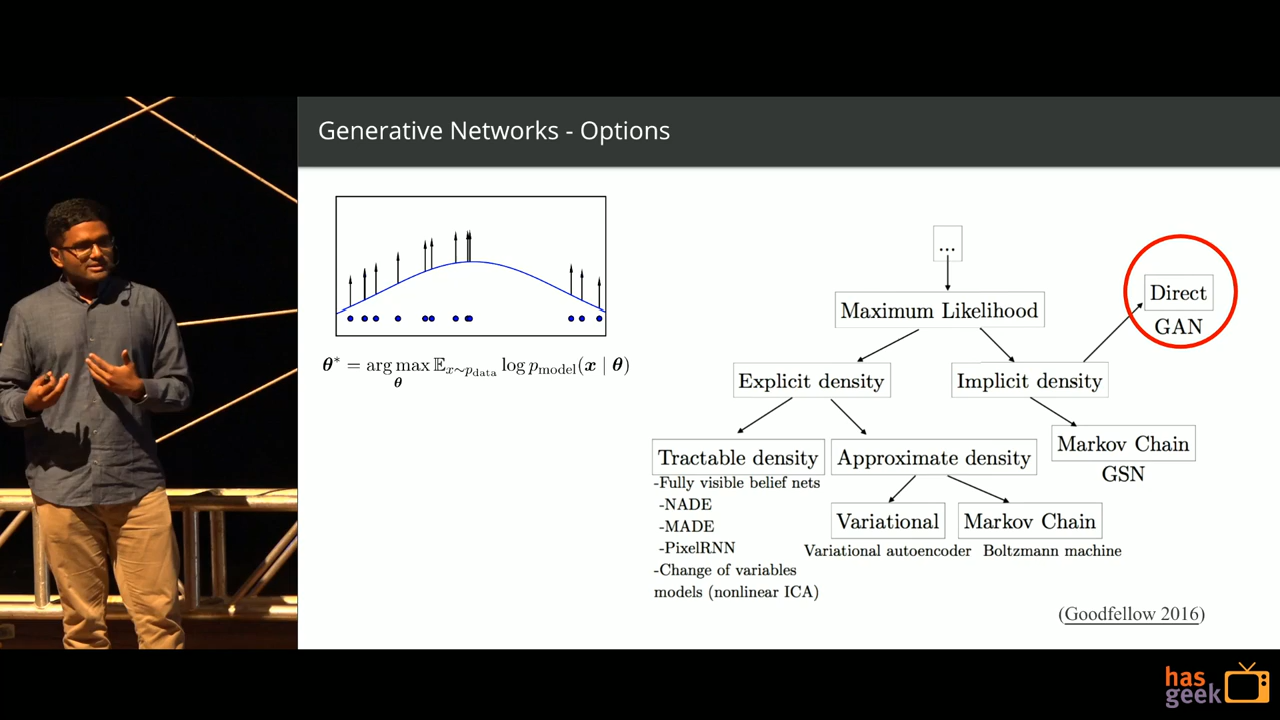 Generative Networks - Options
θ* = arg max 𝔼x∼pdata log pmodel(x | θ)
θ
...
Maximum Likelihood
Direct
GAN
Explicit density
Implicit density
Tractable density
-Fully visible belief nets
-NADE
-MADE
-PixelRNN
-Change of variables
models (nonlinear ICA)
Approximate density
Variational
Variational autoencoder
Markov Chain
Boltzmann machine
Markov Chain
GSN
(Goodfellow 2016)
has
geek